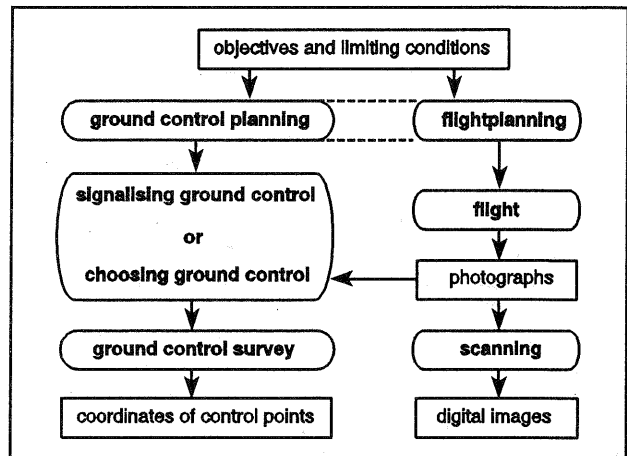 objectives and limiting conditions
ground control planning
flightplanning
signalising ground control
or
choosing ground control
flight
photographs
ground control survey
scanning
coordinates of control points
digital images